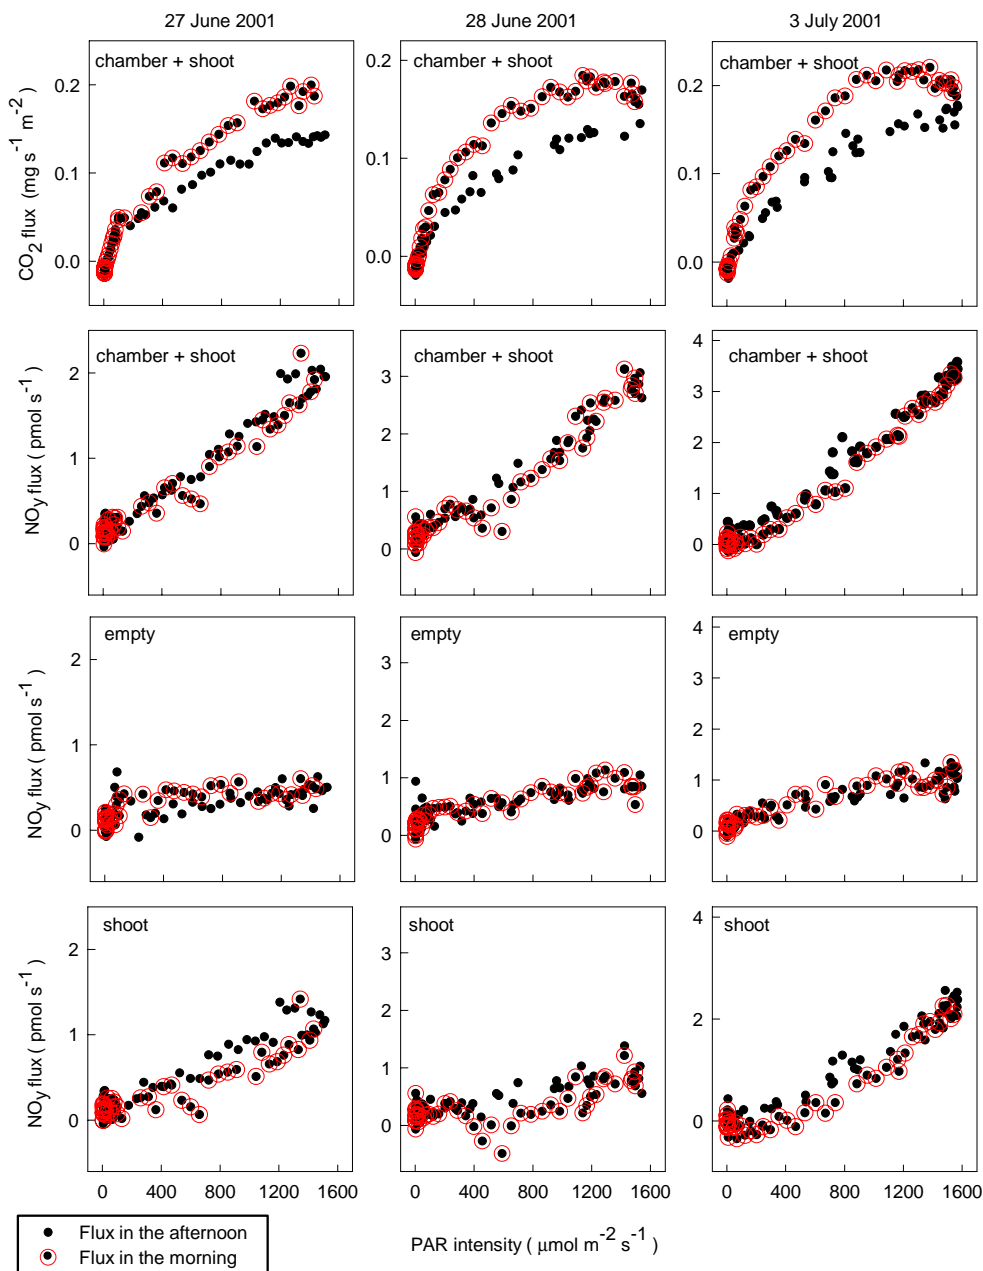 27 June 2001
28 June 2001
3 July 2001
CO2 flux (mg s-1 m-2)
0.2
0.1
0.0
chamber + shoot
0.2
0.1
0.0
chamber + shoot
0.2
0.1
0.0
chamber + shoot
NOy flux ( pmol s-1 )
2
1
0
chamber + shoot
3
2
1
0
chamber + shoot
4
3
2
1
0
chamber + shoot
NOy flux ( pmol s-1 )
2
1
0
empty
3
2
1
0
empty
4
3
2
1
0
empty
NOy flux ( pmol s-1 )
2
1
0
shoot
3
2
1
0
shoot
4
2
0
shoot
0 400 800 1200 1600
0 400 800 1200 1600
0 400 800 1200 1600
Flux in the afternoon
Flux in the morning
PAR intensity ( μmol m-2 s-1 )